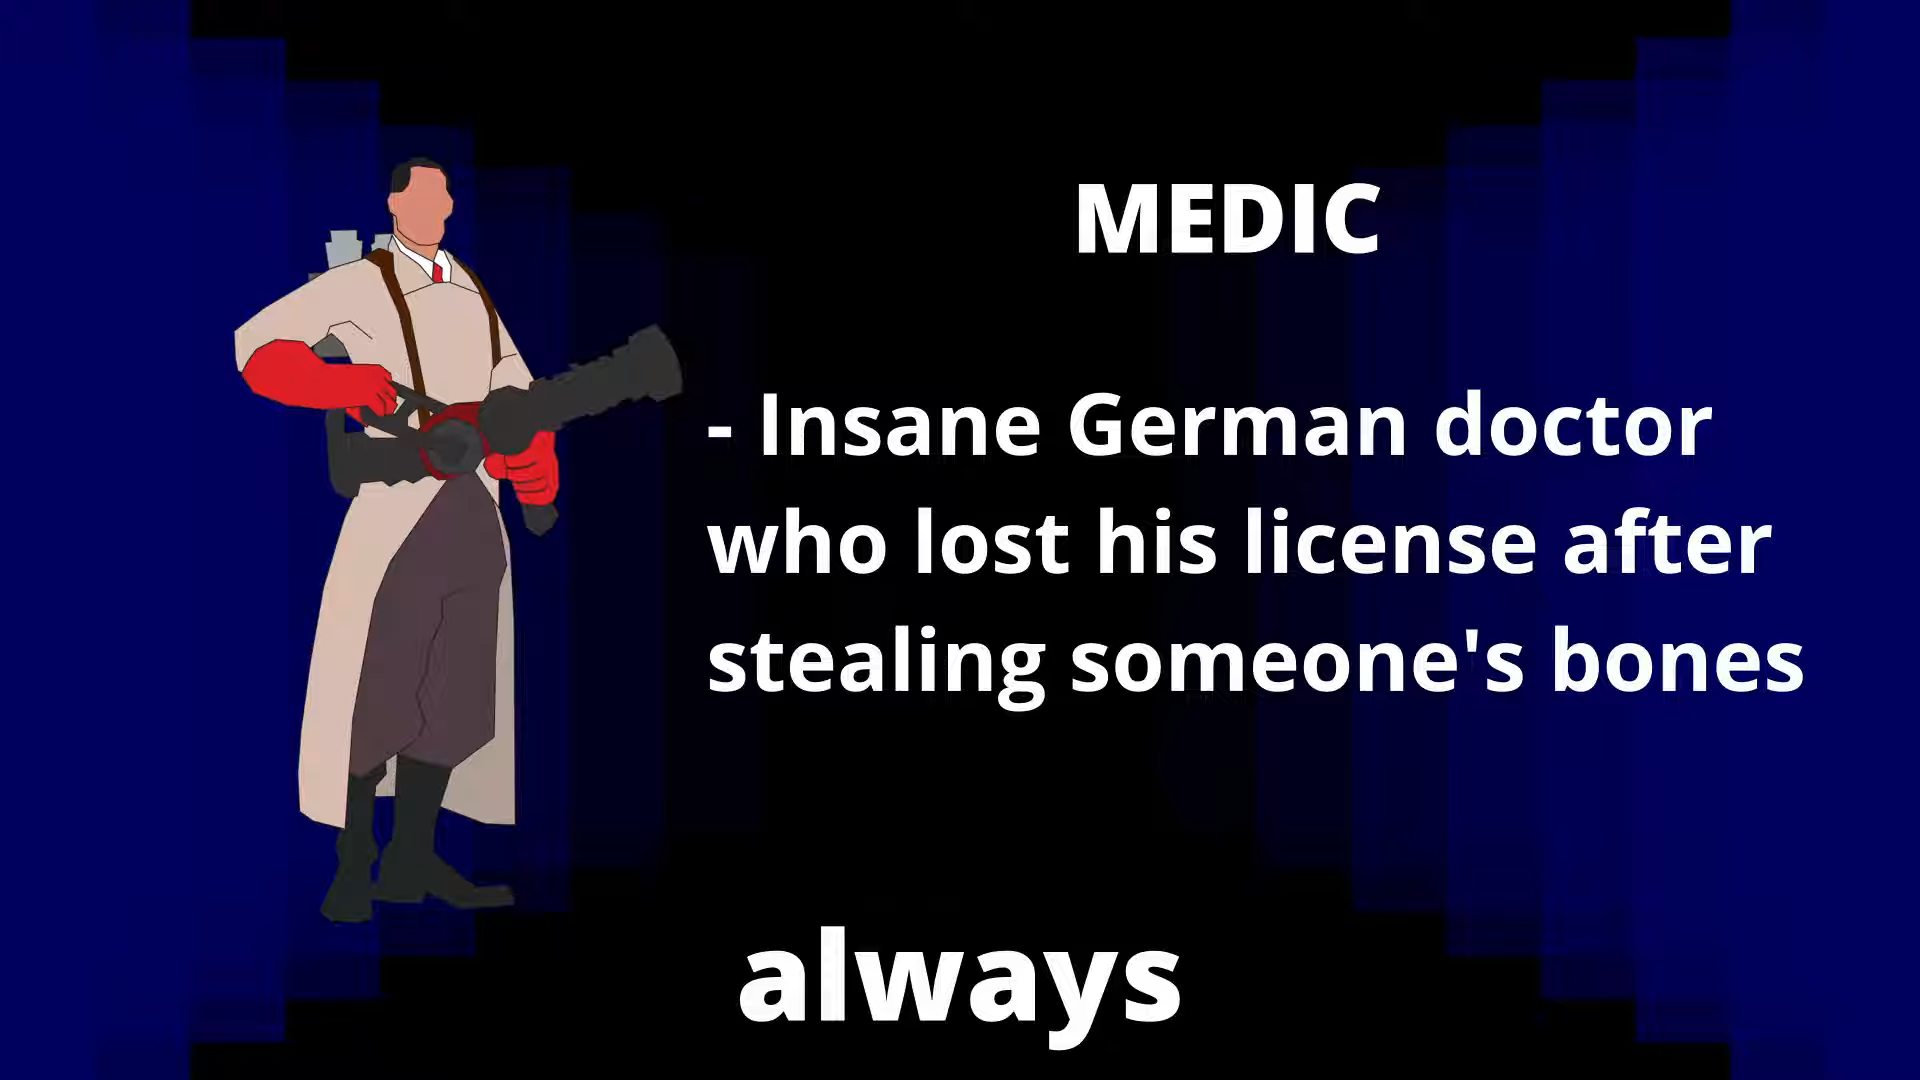 MEDIC
- Insane German doctor
who lost his license after
stealing someone's bones
always